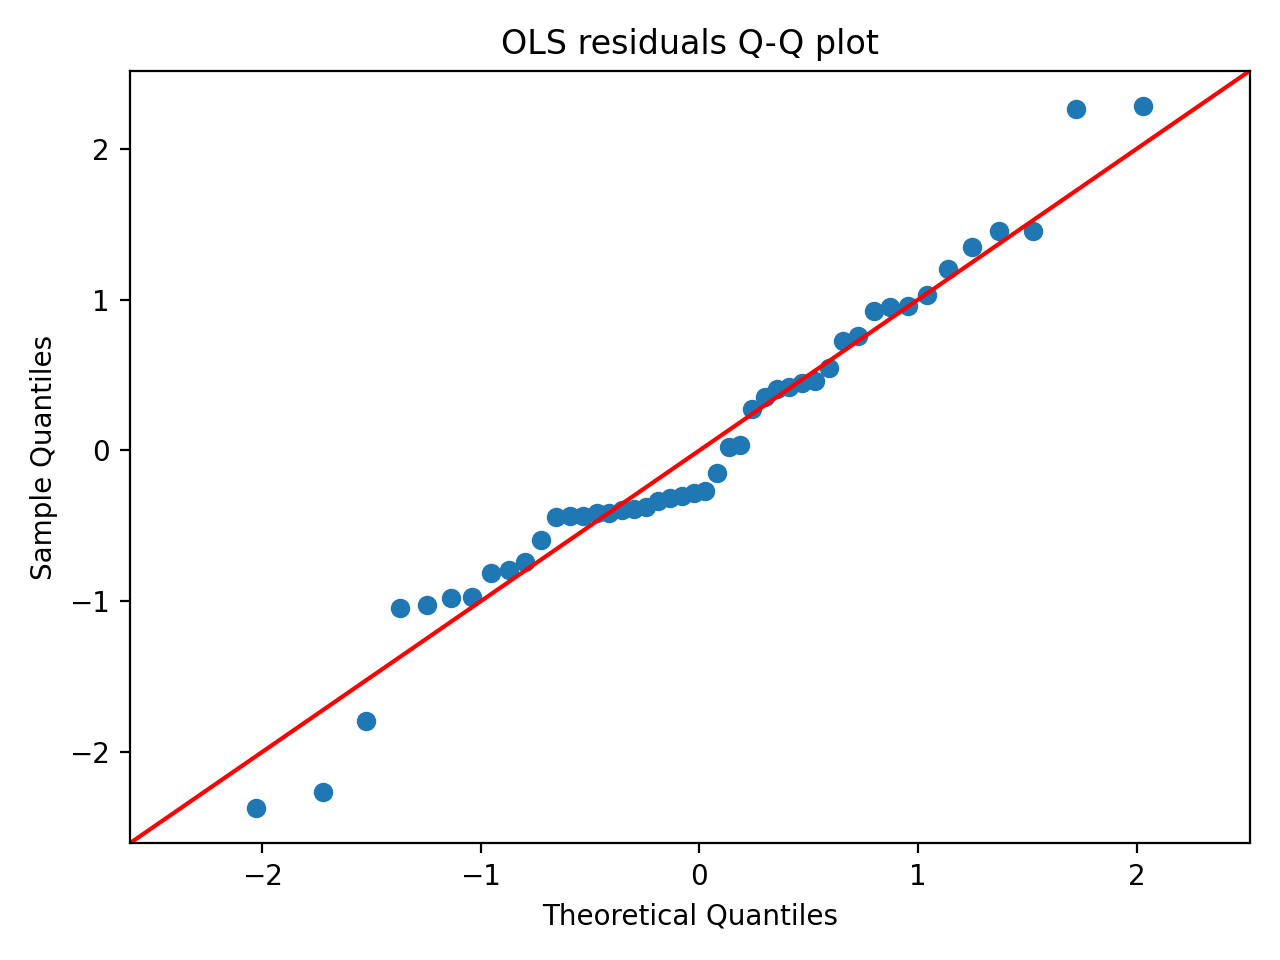 OLS residuals Q-Q plot
Sample Quantiles
2
1
0
−1
−2
−2 −1 0 1 2
Theoretical Quantiles